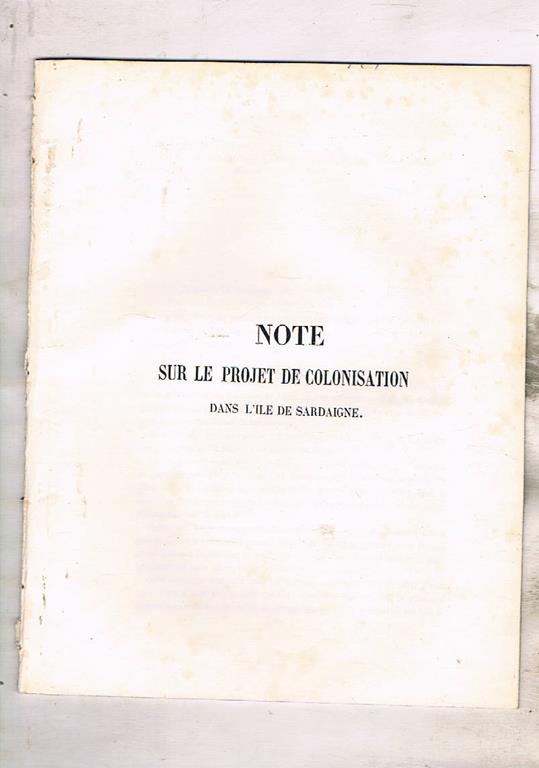 NOTE
SUR LE PROJET DE COLONISATION
DANS L'ILE DE SARDAIGNE.